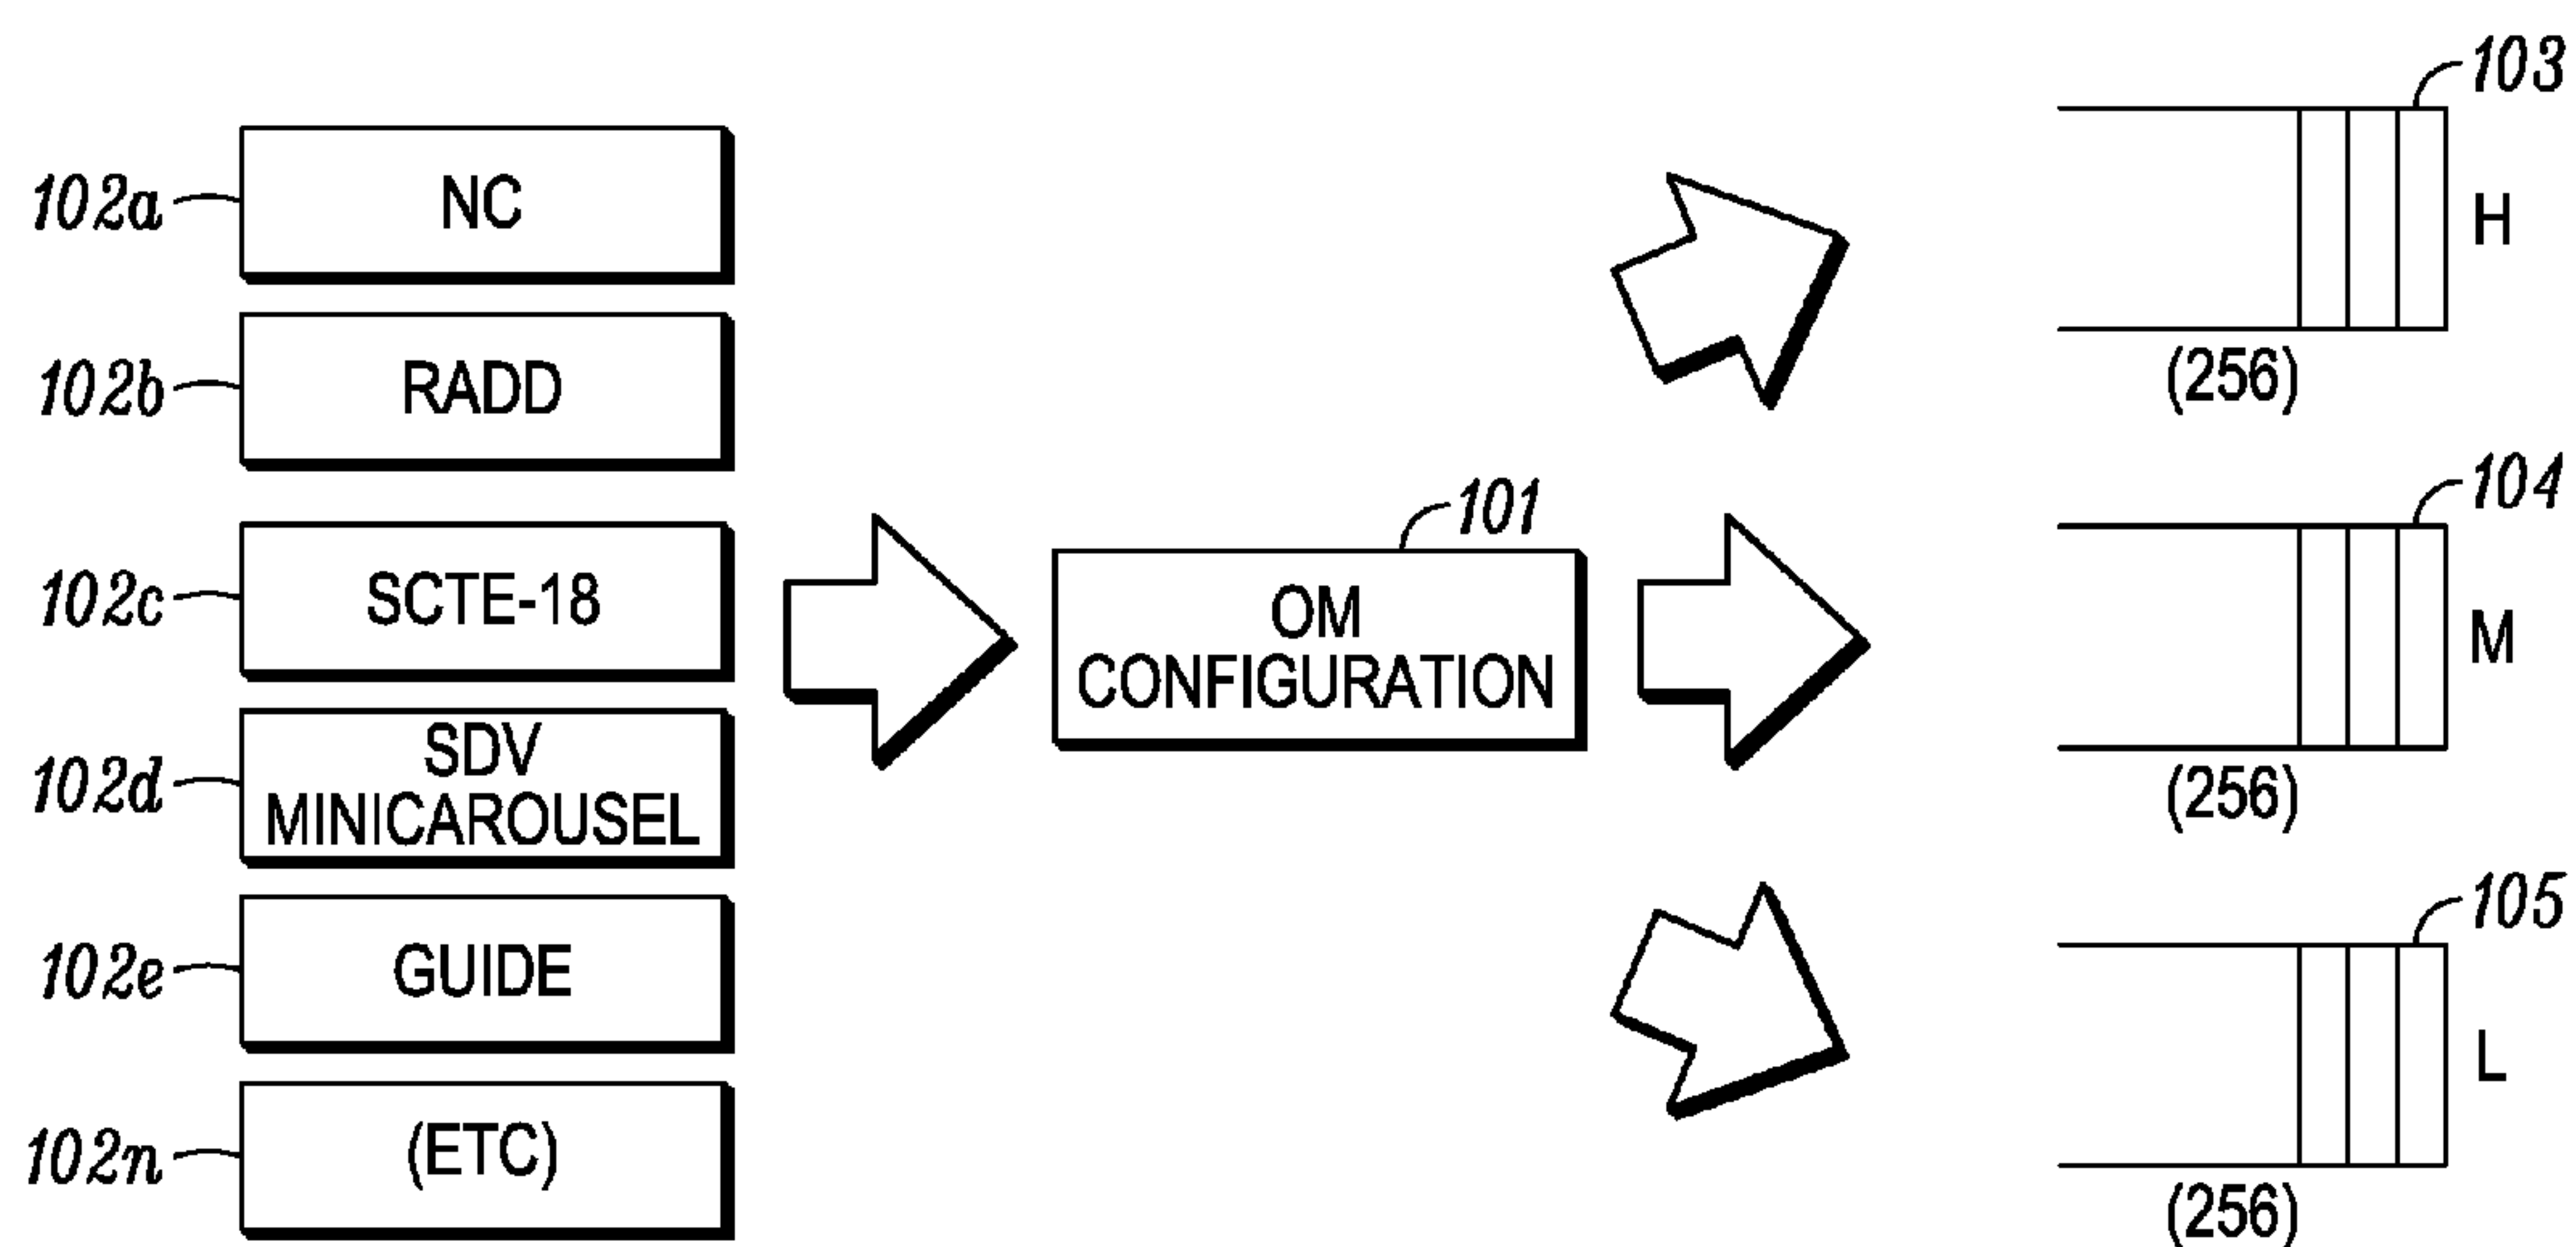 102a
NC
102b
RADD
102c
SCTE-18
102d
SDV
MINICAROUSEL
102e
GUIDE
102n
(ETC)
101
OM
CONFIGURATION
103
H
(256)
104
M
(256)
105
L
(256)